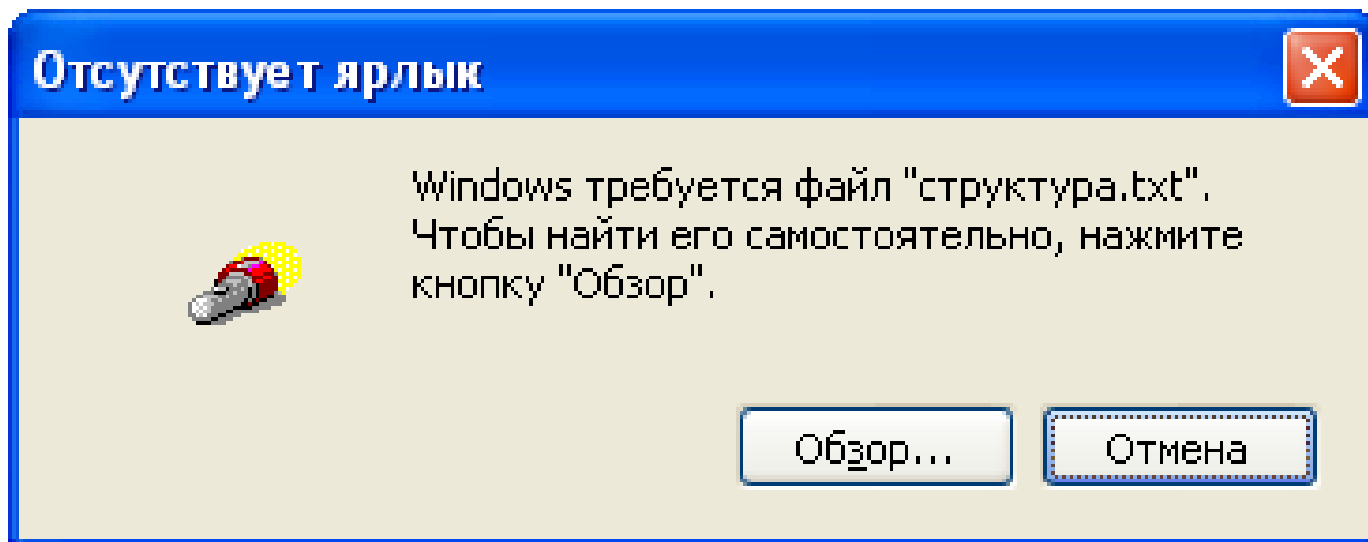 Отсутствует ярлык
Windows требуется файл "структура.txt".
Чтобы найти его самостоятельно, нажмите
кнопку "Обзор".
Обзор...
Отмена